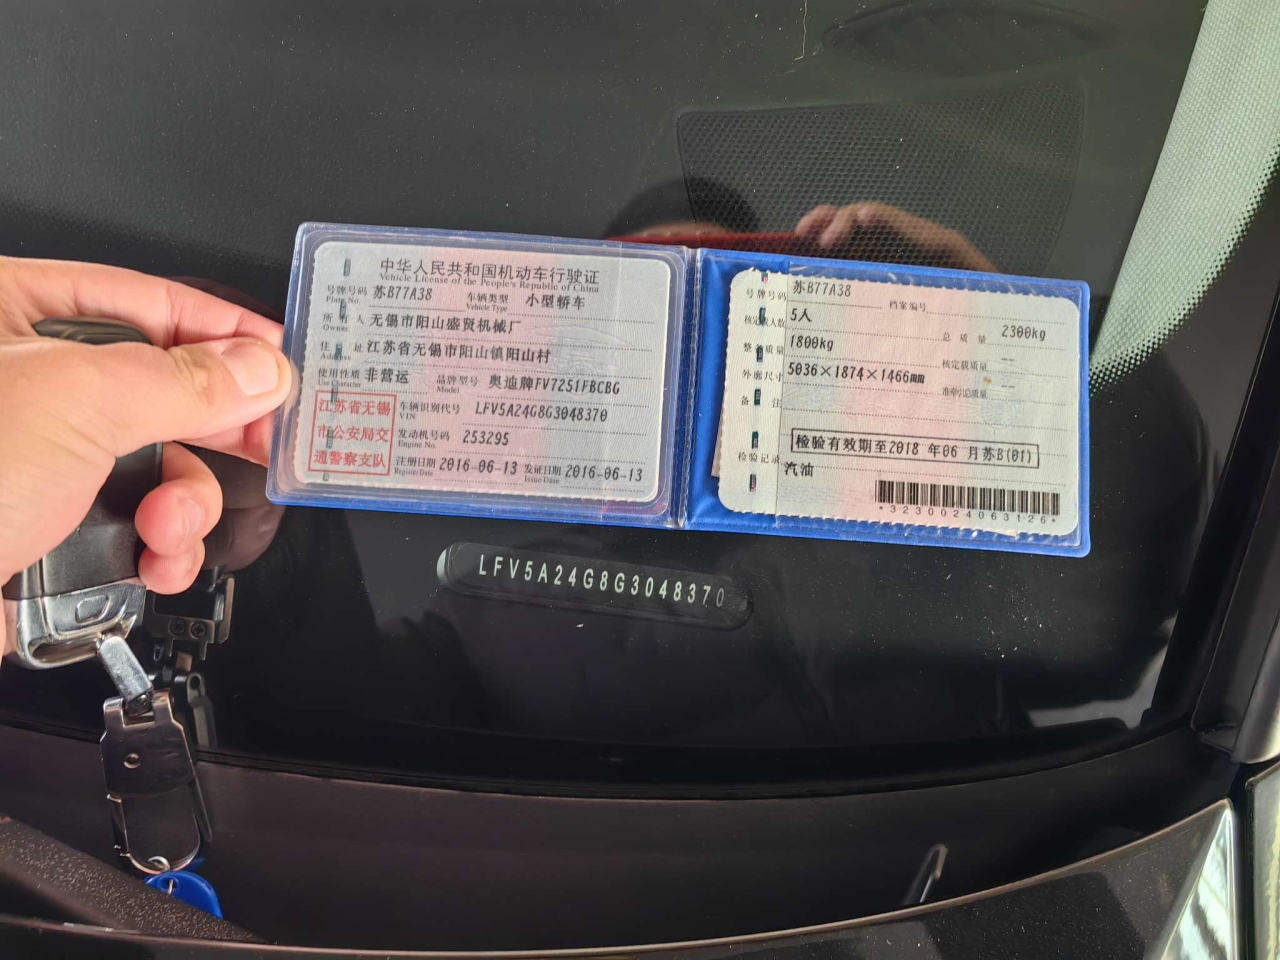 中华人民共和国机动车行驶证
Vehicle License of the People's Republic of China
号牌号码 苏B77A38 车辆类型 小型轿车
Plate No. Vehicle Type
所有人 无锡市阳山盛贤机械厂
Owner
住址 江苏省无锡市阳山镇阳山村
Address
使用性质 非营运 品牌型号 奥迪牌FV7251FBCBG
Use Character Model
江苏省无锡
市公安局交
通警察支队
车辆识别代号 LFV5A24G8G3048370
VIN
发动机号码 253295
Engine No.
注册日期 2016-06-13 发证日期 2016-06-13
Register Date Issue Date
号牌号码 苏B77A38 档案编号
核定载人数 5人 总质量 2300kg
整备质量 1800kg 核定载质量 --
外廓尺寸 5036×1874×1466mm 准牵引总质量 --
备注
检验有效期至2018 年06 月苏B(01)
检验记录
汽油
*3230024063126*
LFV5A24G8G3048370